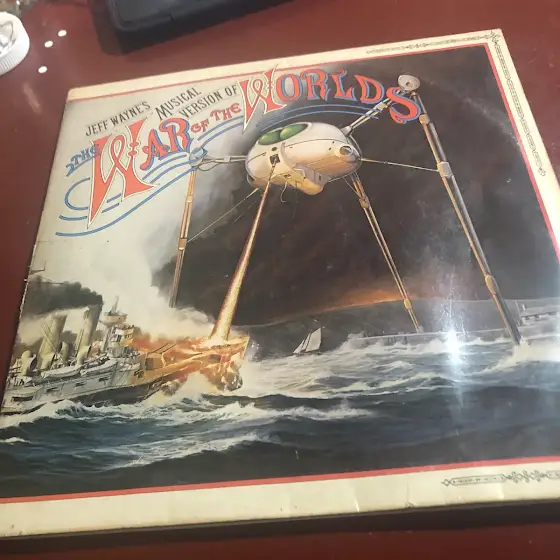 JEFF WAYNE'S
MUSICAL
VERSION OF
THE
WAR OF THE WORLDS